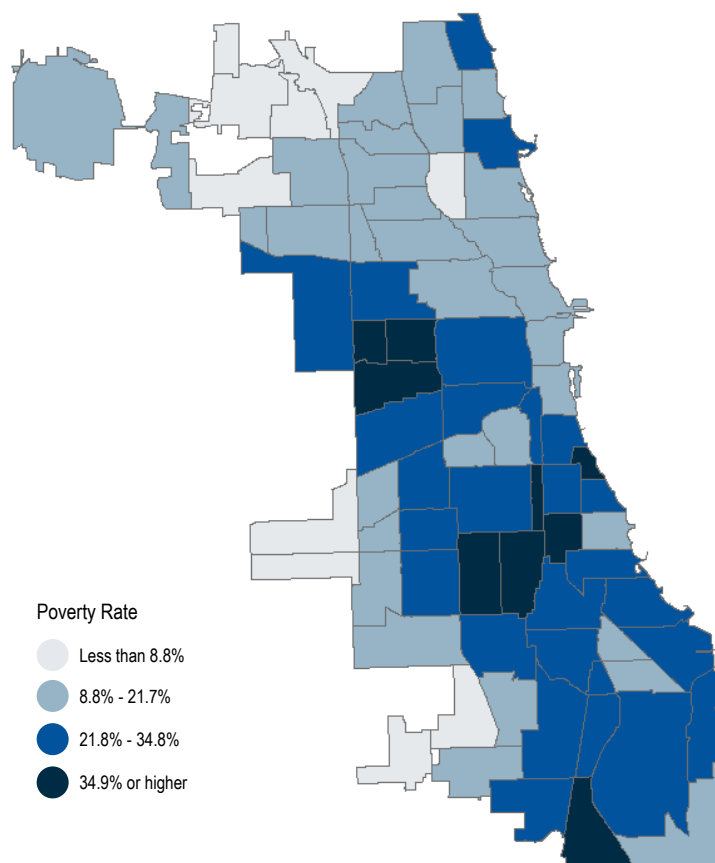 Poverty Rate
Less than 8.8%
8.8% - 21.7%
21.8% - 34.8%
34.9% or higher